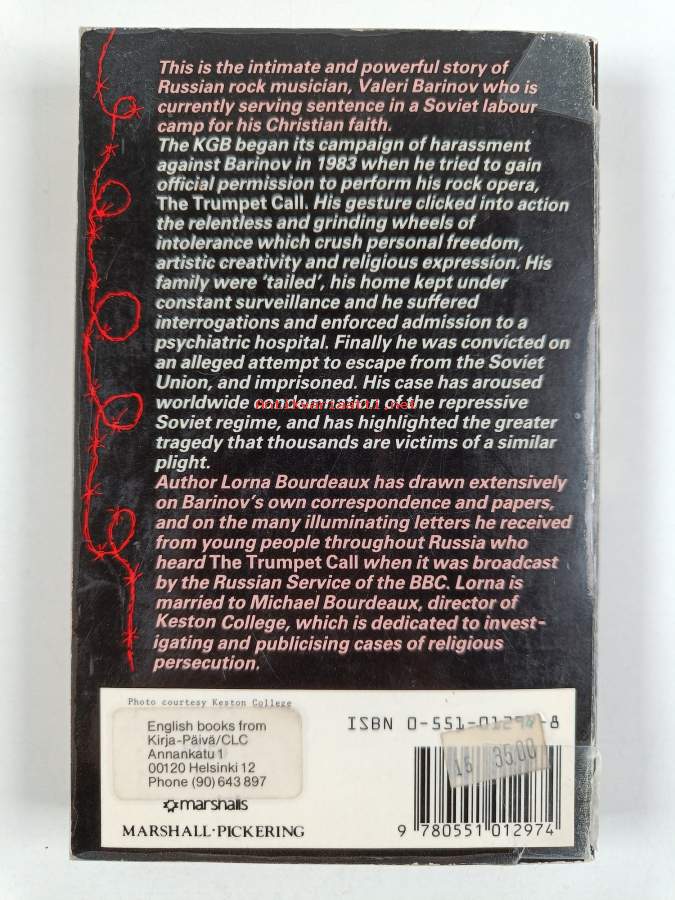 This is the intimate and powerful story of
Russian rock musician, Valeri Barinov who is
currently serving sentence in a Soviet labour
camp for his Christian faith.
The KGB began its campaign of harassment
against Barinov in 1983 when he tried to gain
official permission to perform his rock opera,
The Trumpet Call. His gesture clicked into action
the relentless and grinding wheels of
intolerance which crush personal freedom,
artistic creativity and religious expression. His
family were 'tailed', his home kept under
constant surveillance and he suffered
interrogations and enforced admission to a
psychiatric hospital. Finally he was convicted on
an alleged attempt to escape from the Soviet
Union, and imprisoned. His case has aroused
worldwide condemnation of the repressive
Antikvariaatti.net
Soviet regime, and has highlighted the greater
tragedy that thousands are victims of a similar
plight.
Author Lorna Bourdeaux has drawn extensively
on Barinov's own correspondence and papers,
and on the many illuminating letters he received
from young people throughout Russia who
heard The Trumpet Call when it was broadcast
by the Russian Service of the BBC. Lorna is
married to Michael Bourdeaux, director of
Keston College, which is dedicated to invest-
igating and publicising cases of religious
persecution.
Photo courtesy Keston College
English books from
Kirja-Päivä/CLC
Annankatu 1
00120 Helsinki 12
Phone (90) 643 897
marshalls
MARSHALL·PICKERING
ISBN 0-551-01297-8
16 3500
9 780551 012974